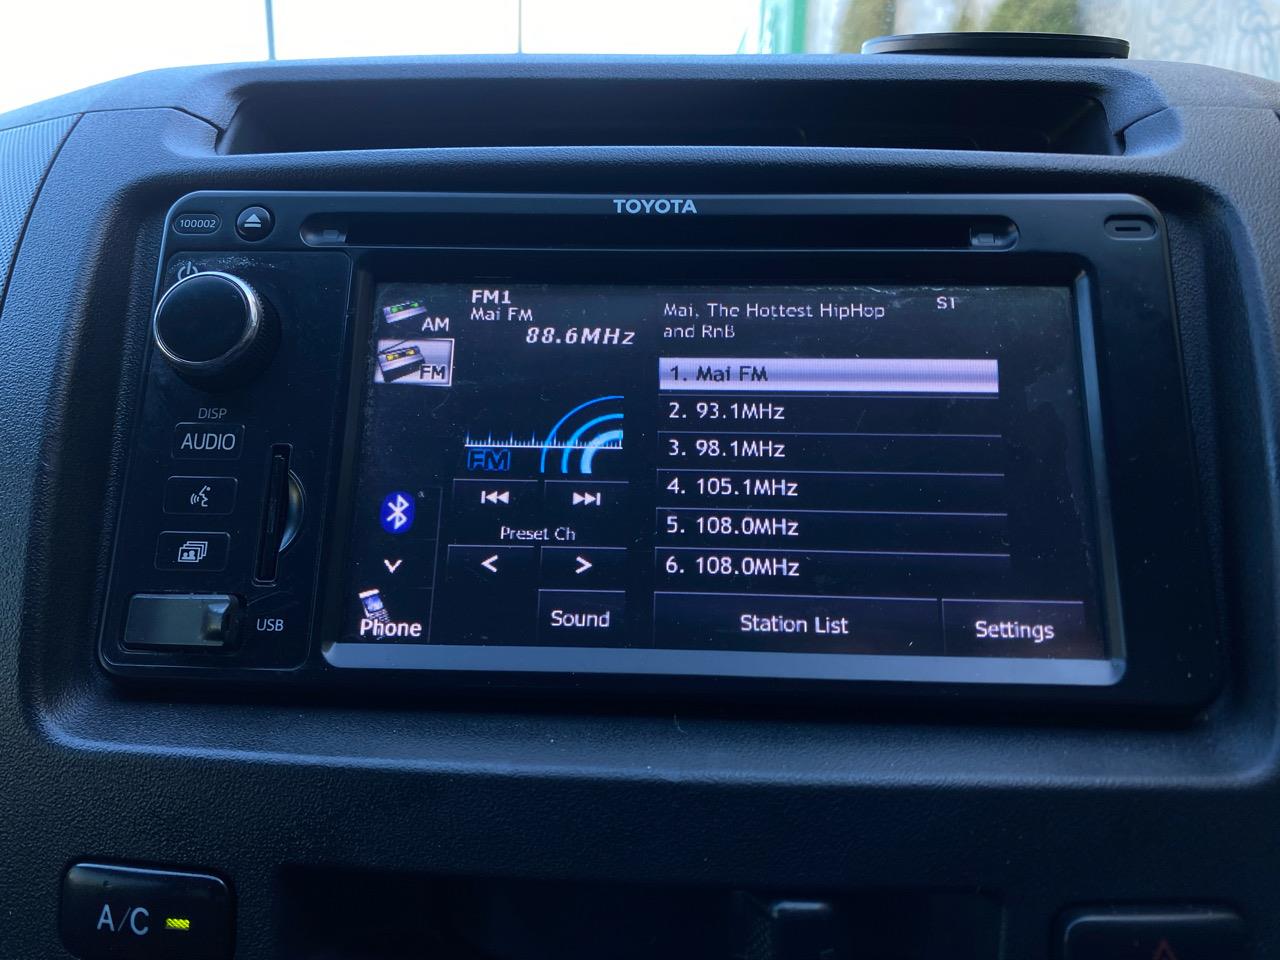 TOYOTA
100002
DISP
AUDIO
USB
AM
FM
FM1
Mai FM
88.6MHz
FM
Preset Ch
<
>
Sound
Phone
Mai, The Hottest HipHop
and RnB
ST
1. Mai FM
2. 93.1MHz
3. 98.1MHz
4. 105.1MHz
5. 108.0MHz
6. 108.0MHz
Station List
Settings
A/C